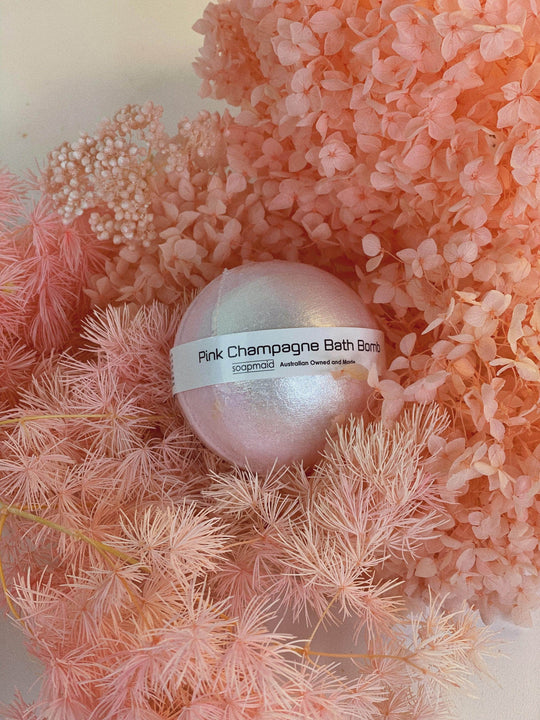 Pink Champagne Bath Bomb
soapmaid Australian Owned and Made